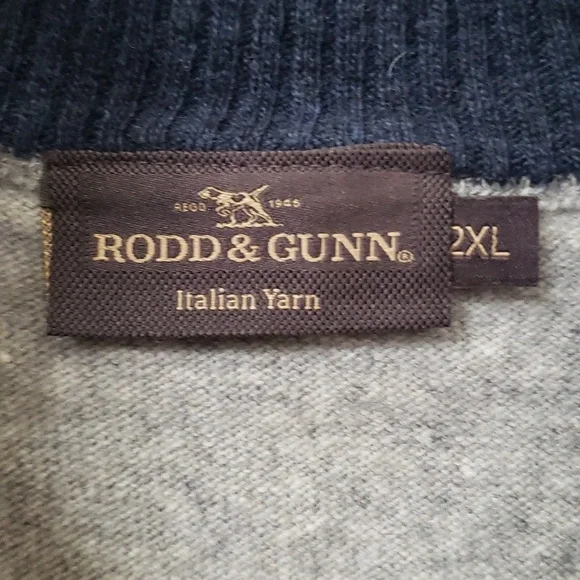 REGD 1946
RODD & GUNN®
2XL
Italian Yarn